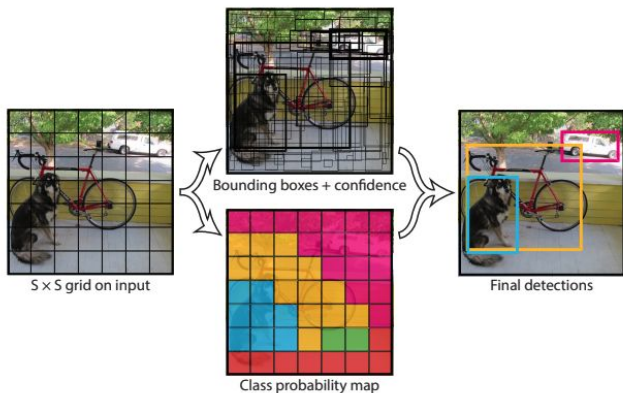 Bounding boxes + confidence
S × S grid on input
Final detections
Class probability map